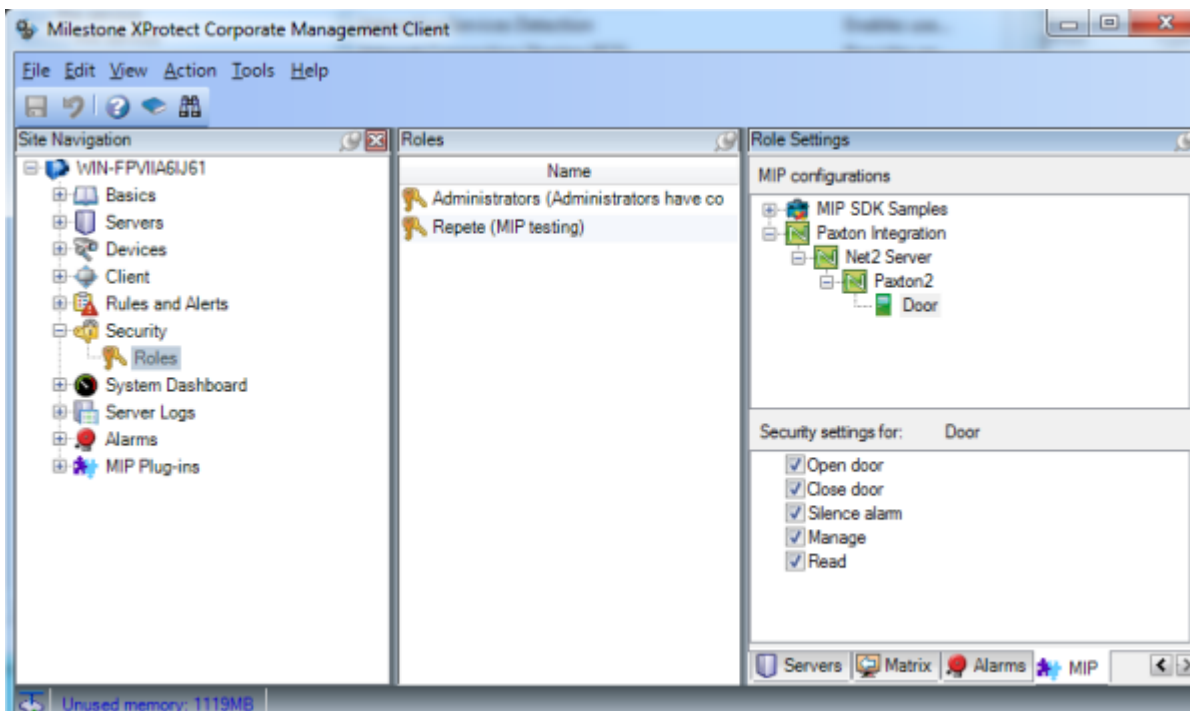 Milestone XProtect Corporate Management Client
File Edit View Action Tools Help
Site Navigation
WIN-FPVIIA6IJ61
Basics
Servers
Devices
Client
Rules and Alerts
Security
Roles
System Dashboard
Server Logs
Alarms
MIP Plug-ins
Roles
Name
Administrators (Administrators have co
Repete (MIP testing)
Role Settings
MIP configurations
MIP SDK Samples
Paxton Integration
Net2 Server
Paxton2
Door
Security settings for: Door
Open door
Close door
Silence alarm
Manage
Read
Servers Matrix Alarms MIP
Unused memory: 1119MB